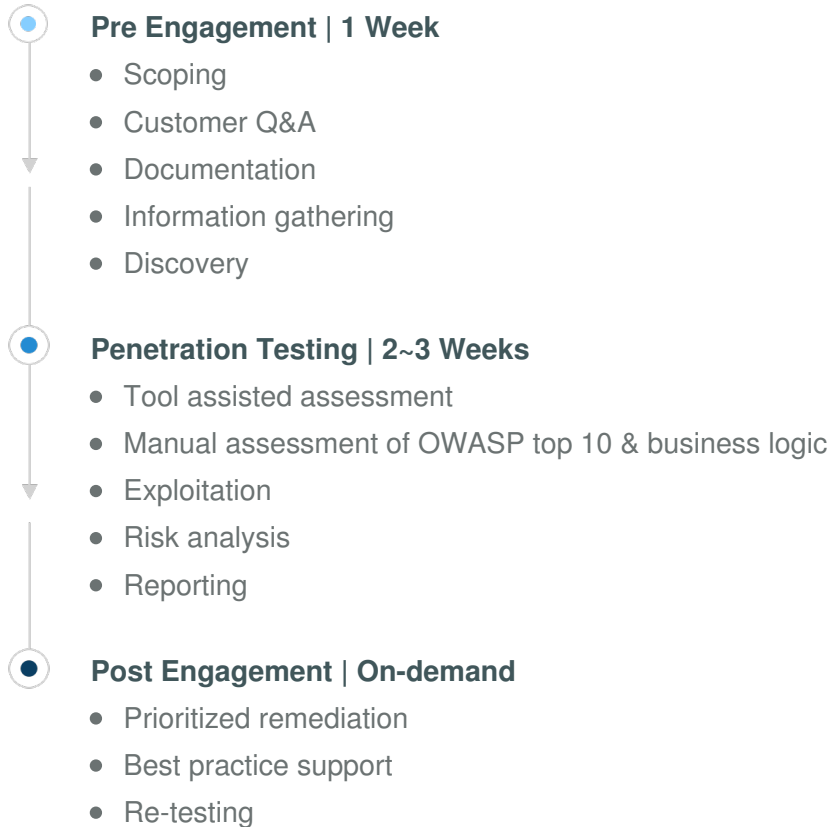 Pre Engagement | 1 Week
Scoping
Customer Q&A
Documentation
Information gathering
Discovery
Penetration Testing | 2~3 Weeks
Tool assisted assessment
Manual assessment of OWASP top 10 & business logic
Exploitation
Risk analysis
Reporting
Post Engagement | On-demand
Prioritized remediation
Best practice support
Re-testing